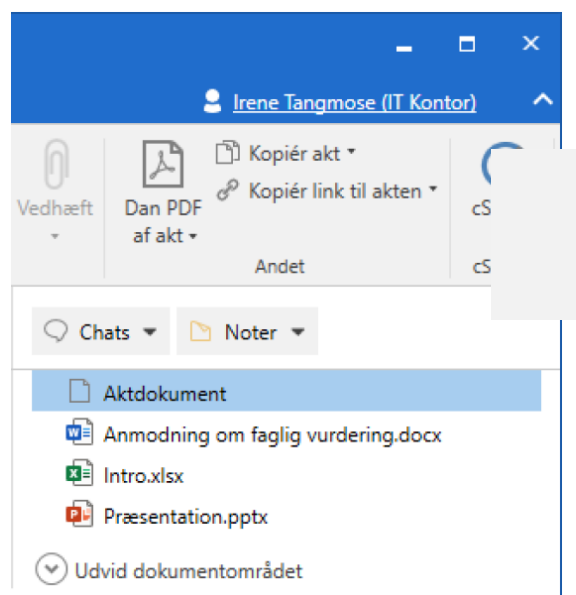 Irene Tangmose (IT Kontor)
Kopiér akt
Kopiér link til akten
Vedhæft
Dan PDF
af akt
Andet
Chats
Noter
Aktdokument
Anmodning om faglig vurdering.docx
Intro.xlsx
Præsentation.pptx
Udvid dokumentområdet